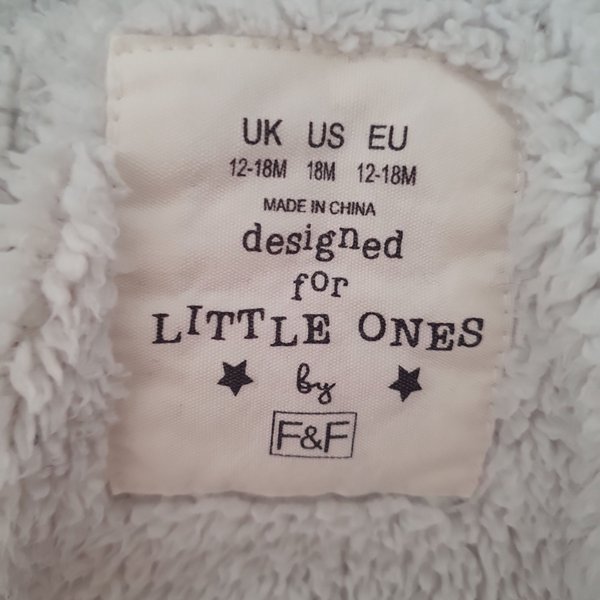 UK US EU
12-18M 18M 12-18M
MADE IN CHINA
designed
for
LITTLE ONES
by
F&F